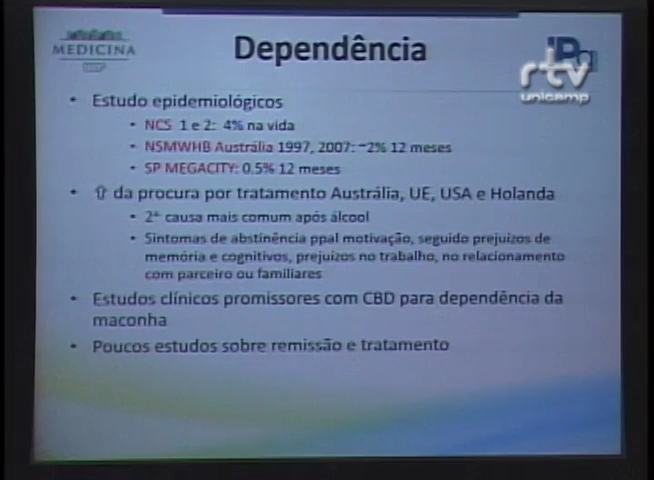 MEDICINA
USP
Dependência
rtv
unicamp
• Estudo epidemiológicos
• NCS 1 e 2: 4% na vida
• NSMWHB Austrália 1997, 2007: ~2% 12 meses
• SP MEGACITY: 0.5% 12 meses
• ⇧ da procura por tratamento Austrália, UE, USA e Holanda
• 2ª causa mais comum após álcool
• Sintomas de abstinência ppal motivação, seguido prejuízos de
memória e cognitivos, prejuízos no trabalho, no relacionamento
com parceiro ou familiares
• Estudos clínicos promissores com CBD para dependência da
maconha
• Poucos estudos sobre remissão e tratamento